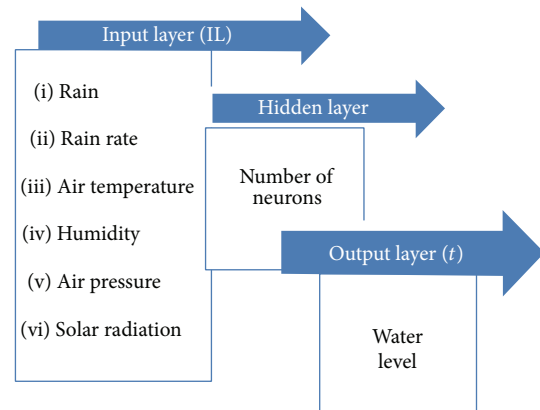 Input layer (IL)
(i) Rain
(ii) Rain rate
(iii) Air temperature
(iv) Humidity
(v) Air pressure
(vi) Solar radiation
Hidden layer
Number of
neurons
Output layer (t)
Water
level